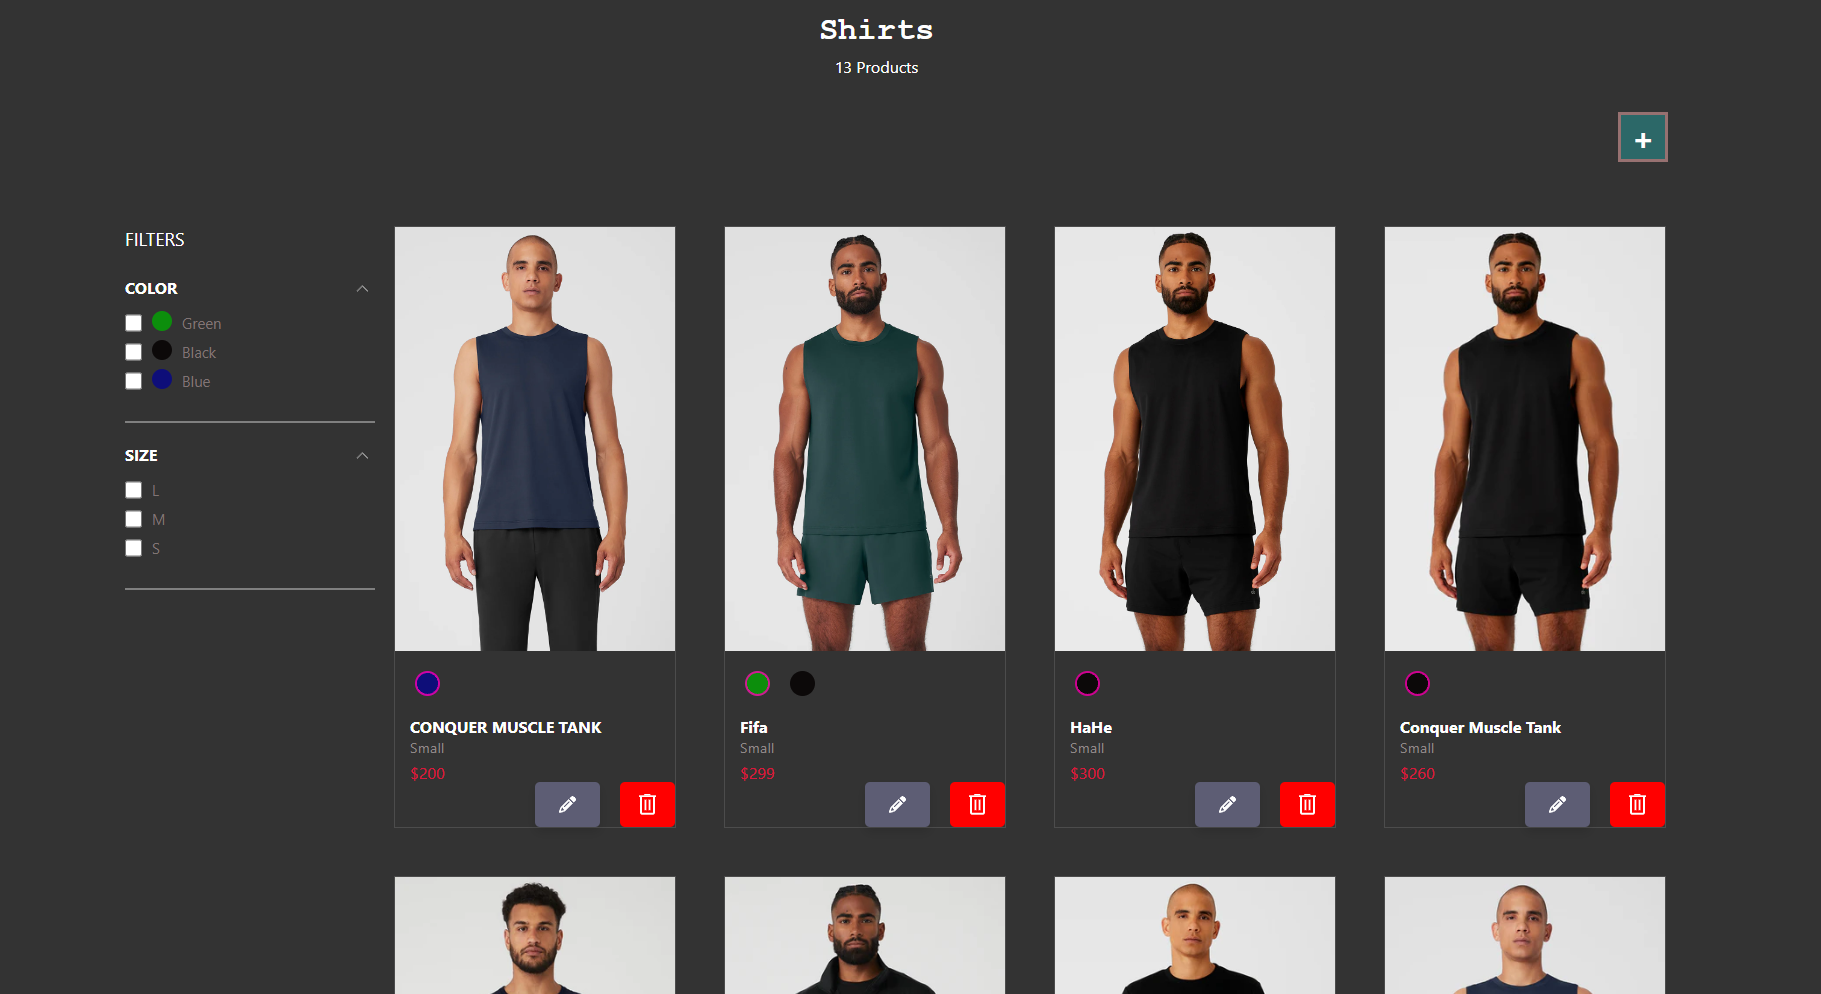 Shirts
13 Products
+
FILTERS
COLOR
Green
Black
Blue
SIZE
L
M
S
CONQUER MUSCLE TANK
Small
$200
Fifa
Small
$299
HaHe
Small
$300
Conquer Muscle Tank
Small
$260